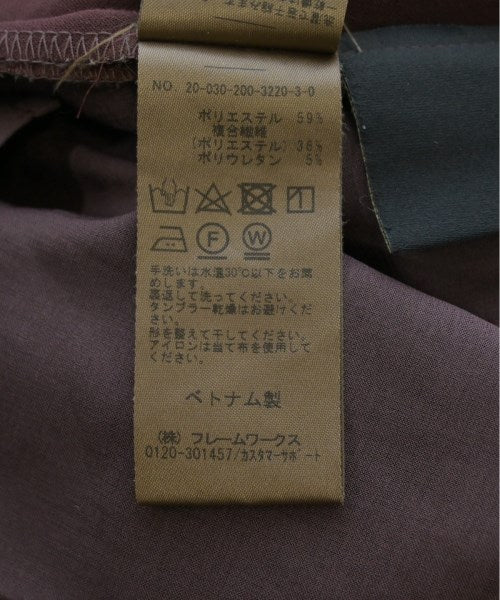 NO. 20-030-200-3220-3-0
ポリエステル 59%
複合繊維
(ポリエステル) 36%
ポリウレタン 5%
F W
手洗いは水温30℃以下をお薦
めします。
裏返して洗ってください。
タンブラー乾燥はお避けくださ
い。
形を整えて干してください。
アイロンは当て布を使用して
ください。
ベトナム製
(株) フレームワークス
0120-301457/カスタマーサポート